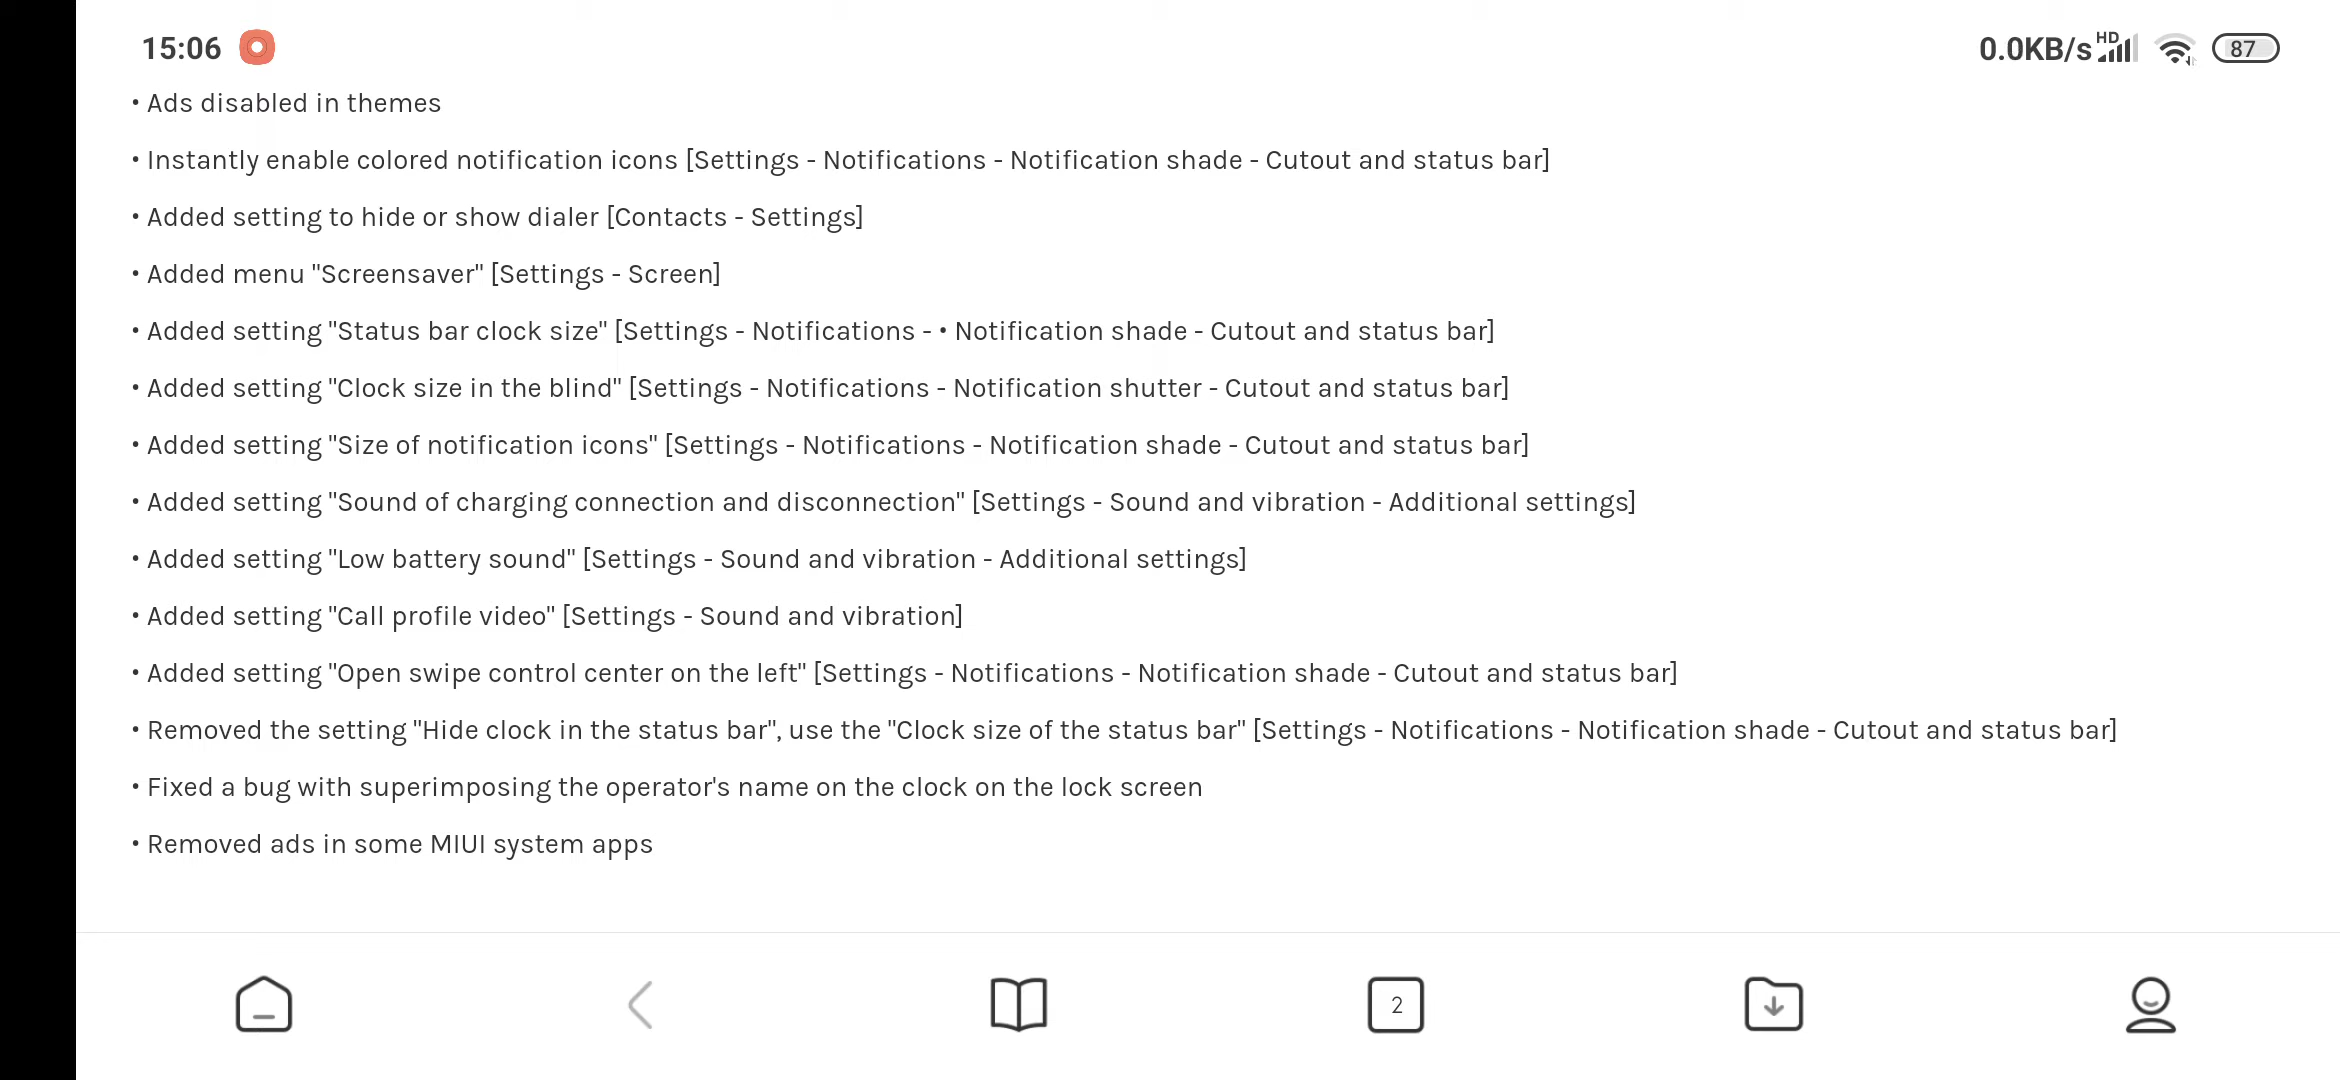 15:06
0.0KB/s HD 87
• Ads disabled in themes
• Instantly enable colored notification icons [Settings - Notifications - Notification shade - Cutout and status bar]
• Added setting to hide or show dialer [Contacts - Settings]
• Added menu "Screensaver" [Settings - Screen]
• Added setting "Status bar clock size" [Settings - Notifications - • Notification shade - Cutout and status bar]
• Added setting "Clock size in the blind" [Settings - Notifications - Notification shutter - Cutout and status bar]
• Added setting "Size of notification icons" [Settings - Notifications - Notification shade - Cutout and status bar]
• Added setting "Sound of charging connection and disconnection" [Settings - Sound and vibration - Additional settings]
• Added setting "Low battery sound" [Settings - Sound and vibration - Additional settings]
• Added setting "Call profile video" [Settings - Sound and vibration]
• Added setting "Open swipe control center on the left" [Settings - Notifications - Notification shade - Cutout and status bar]
• Removed the setting "Hide clock in the status bar", use the "Clock size of the status bar" [Settings - Notifications - Notification shade - Cutout and status bar]
• Fixed a bug with superimposing the operator's name on the clock on the lock screen
• Removed ads in some MIUI system apps
2